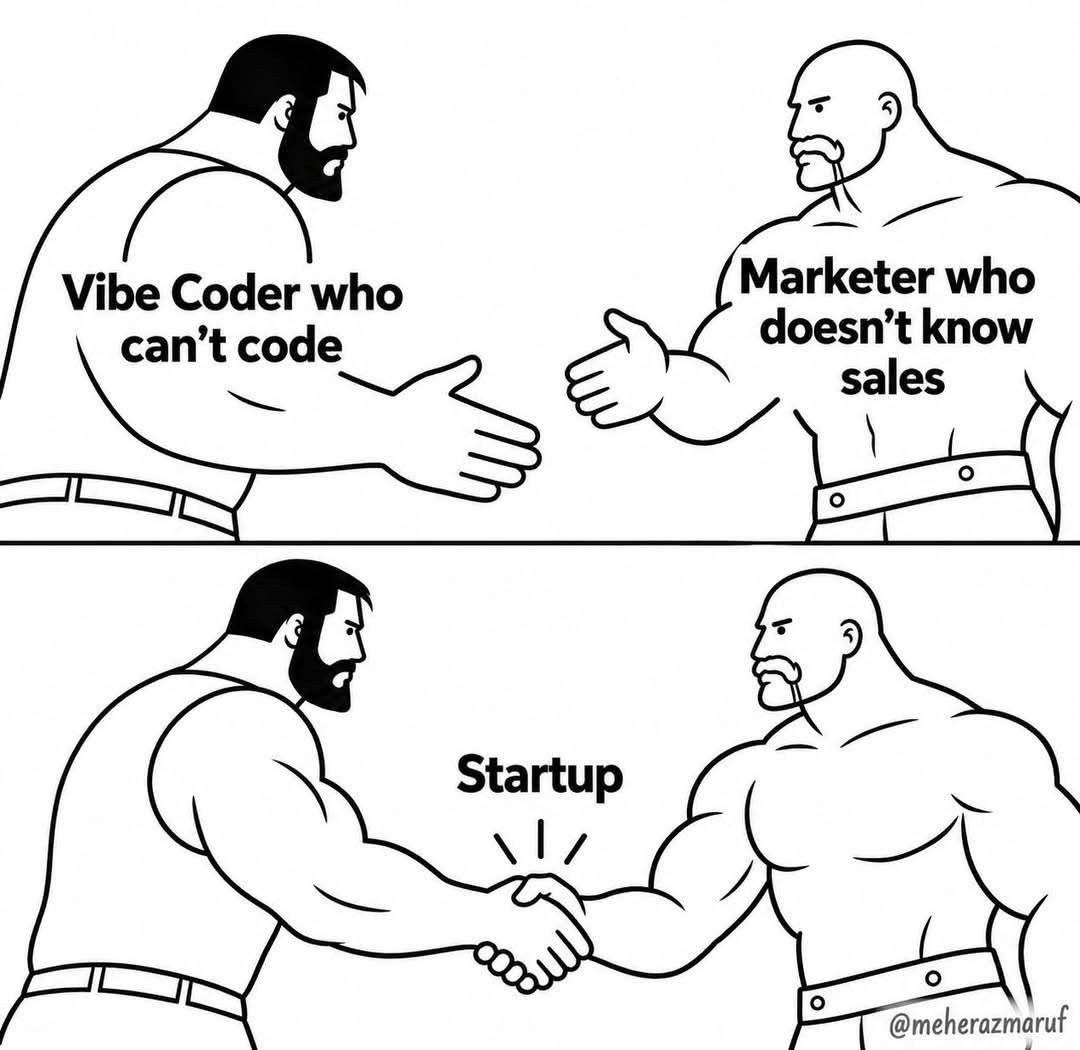 Vibe Coder who
can’t code
Marketer who
doesn’t know
sales
Startup
@meherazmaruf